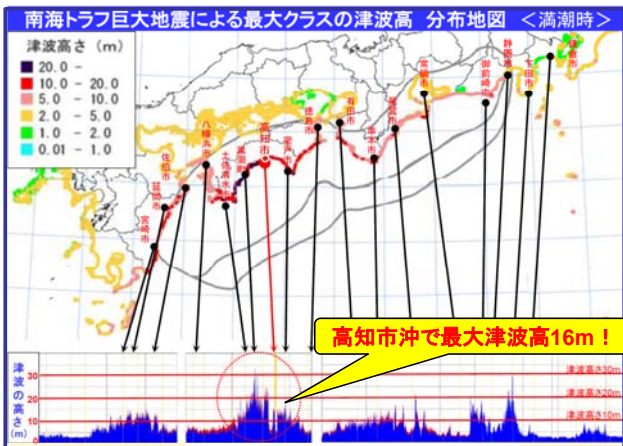 南海トラフ巨大地震による最大クラスの津波高 分布地図 <満潮時>
津波高さ (m)
20.0 -
10.0 - 20.0
5.0 - 10.0
2.0 - 5.0
1.0 - 2.0
0.01 - 1.0
宮崎市
延岡市
佐伯市
八幡浜市
土佐清水市
黒潮町
高知市
室戸市
徳島市
有田市
串本町
尾鷲市
常滑市
御前崎市
静岡市
下田市
鎌倉市
高知市沖で最大津波高16m！
津波の高さ(m)
30
20
10
津波高さ30m
津波高さ20m
津波高さ10m